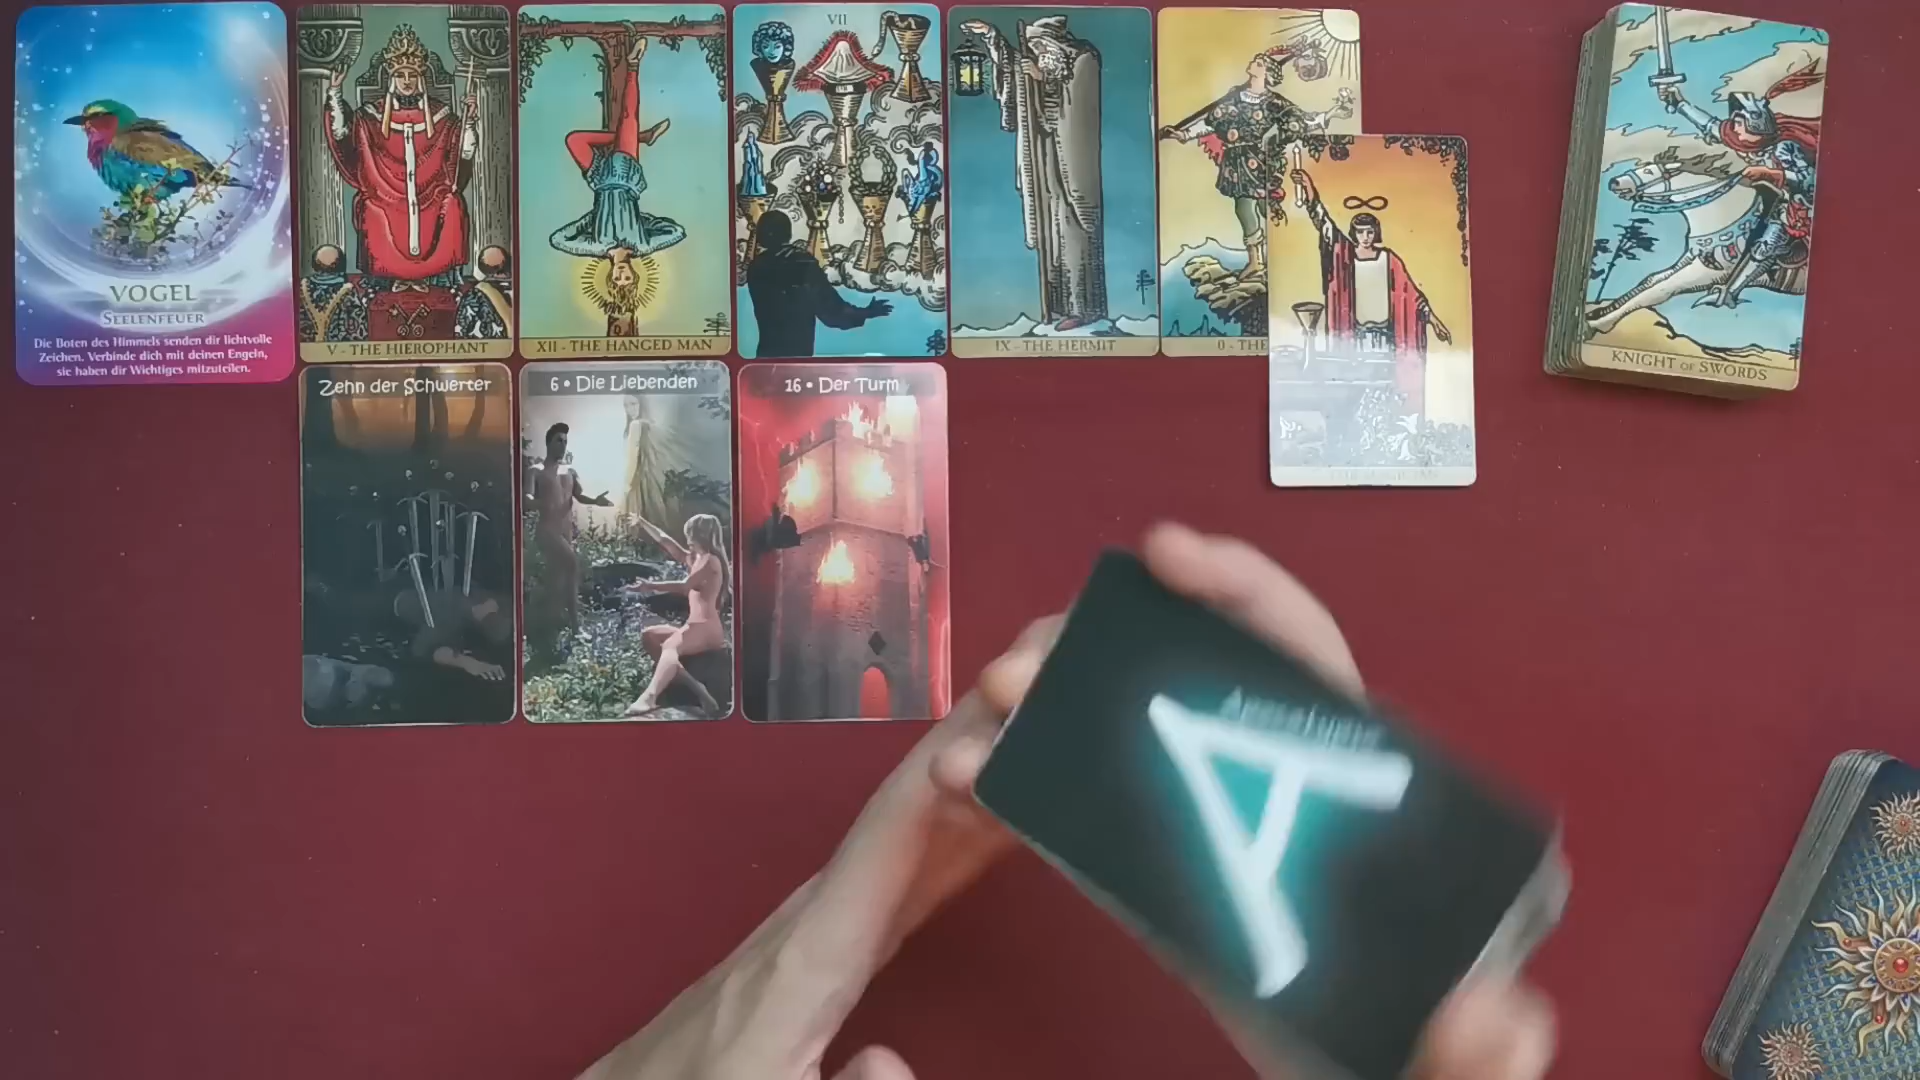 VOGEL
SEELENFEUER
Die Boten des Himmels senden dir lichtvolle
Zeichen. Verbinde dich mit deinen Engeln,
sie haben dir Wichtiges mitzuteilen.
V - THE HIEROPHANT
XII - THE HANGED MAN
VII
IX - THE HERMIT
0 - THE
KNIGHT OF SWORDS
Zehn der Schwerter
6 • Die Liebenden
16 • Der Turm
A